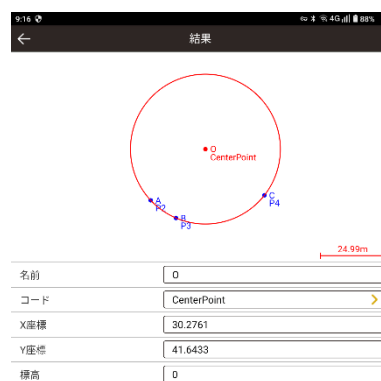 9:16 4G 88%
結果
O
CenterPoint
A
P2
B
P3
C
P4
24.99m
名前 O
コード CenterPoint
X座標 30.2761
Y座標 41.6433
標高 0